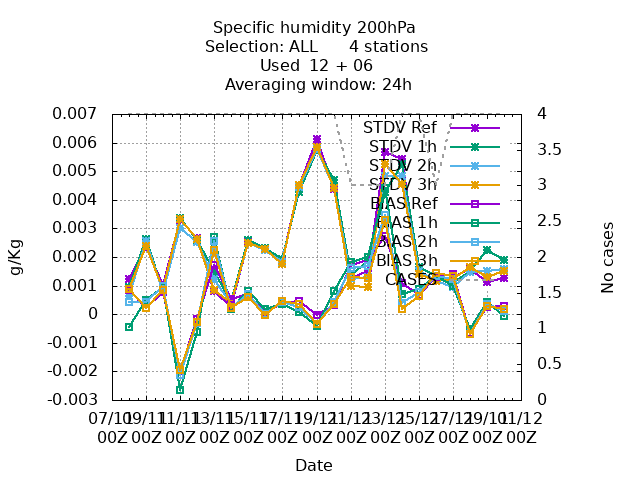 Specific humidity 200hPa
Selection: ALL 4 stations
Used 12 + 06
Averaging window: 24h
0.007
0.006
0.005
0.004
0.003
0.002
0.001
0
-0.001
-0.002
-0.003
g/Kg
4
3.5
3
2.5
2
1.5
1
0.5
0
No cases
STDV Ref
STDV 1h
STDV 2h
STDV 3h
BIAS Ref
BIAS 1h
BIAS 2h
BIAS 3h
CASES
07/10 11/11 13/11 15/11 17/11 19/12 21/12 23/12 25/12 27/12 11/12
00Z 00Z 00Z 00Z 00Z 00Z 00Z 00Z 00Z 00Z 00Z 00Z 00Z
Date